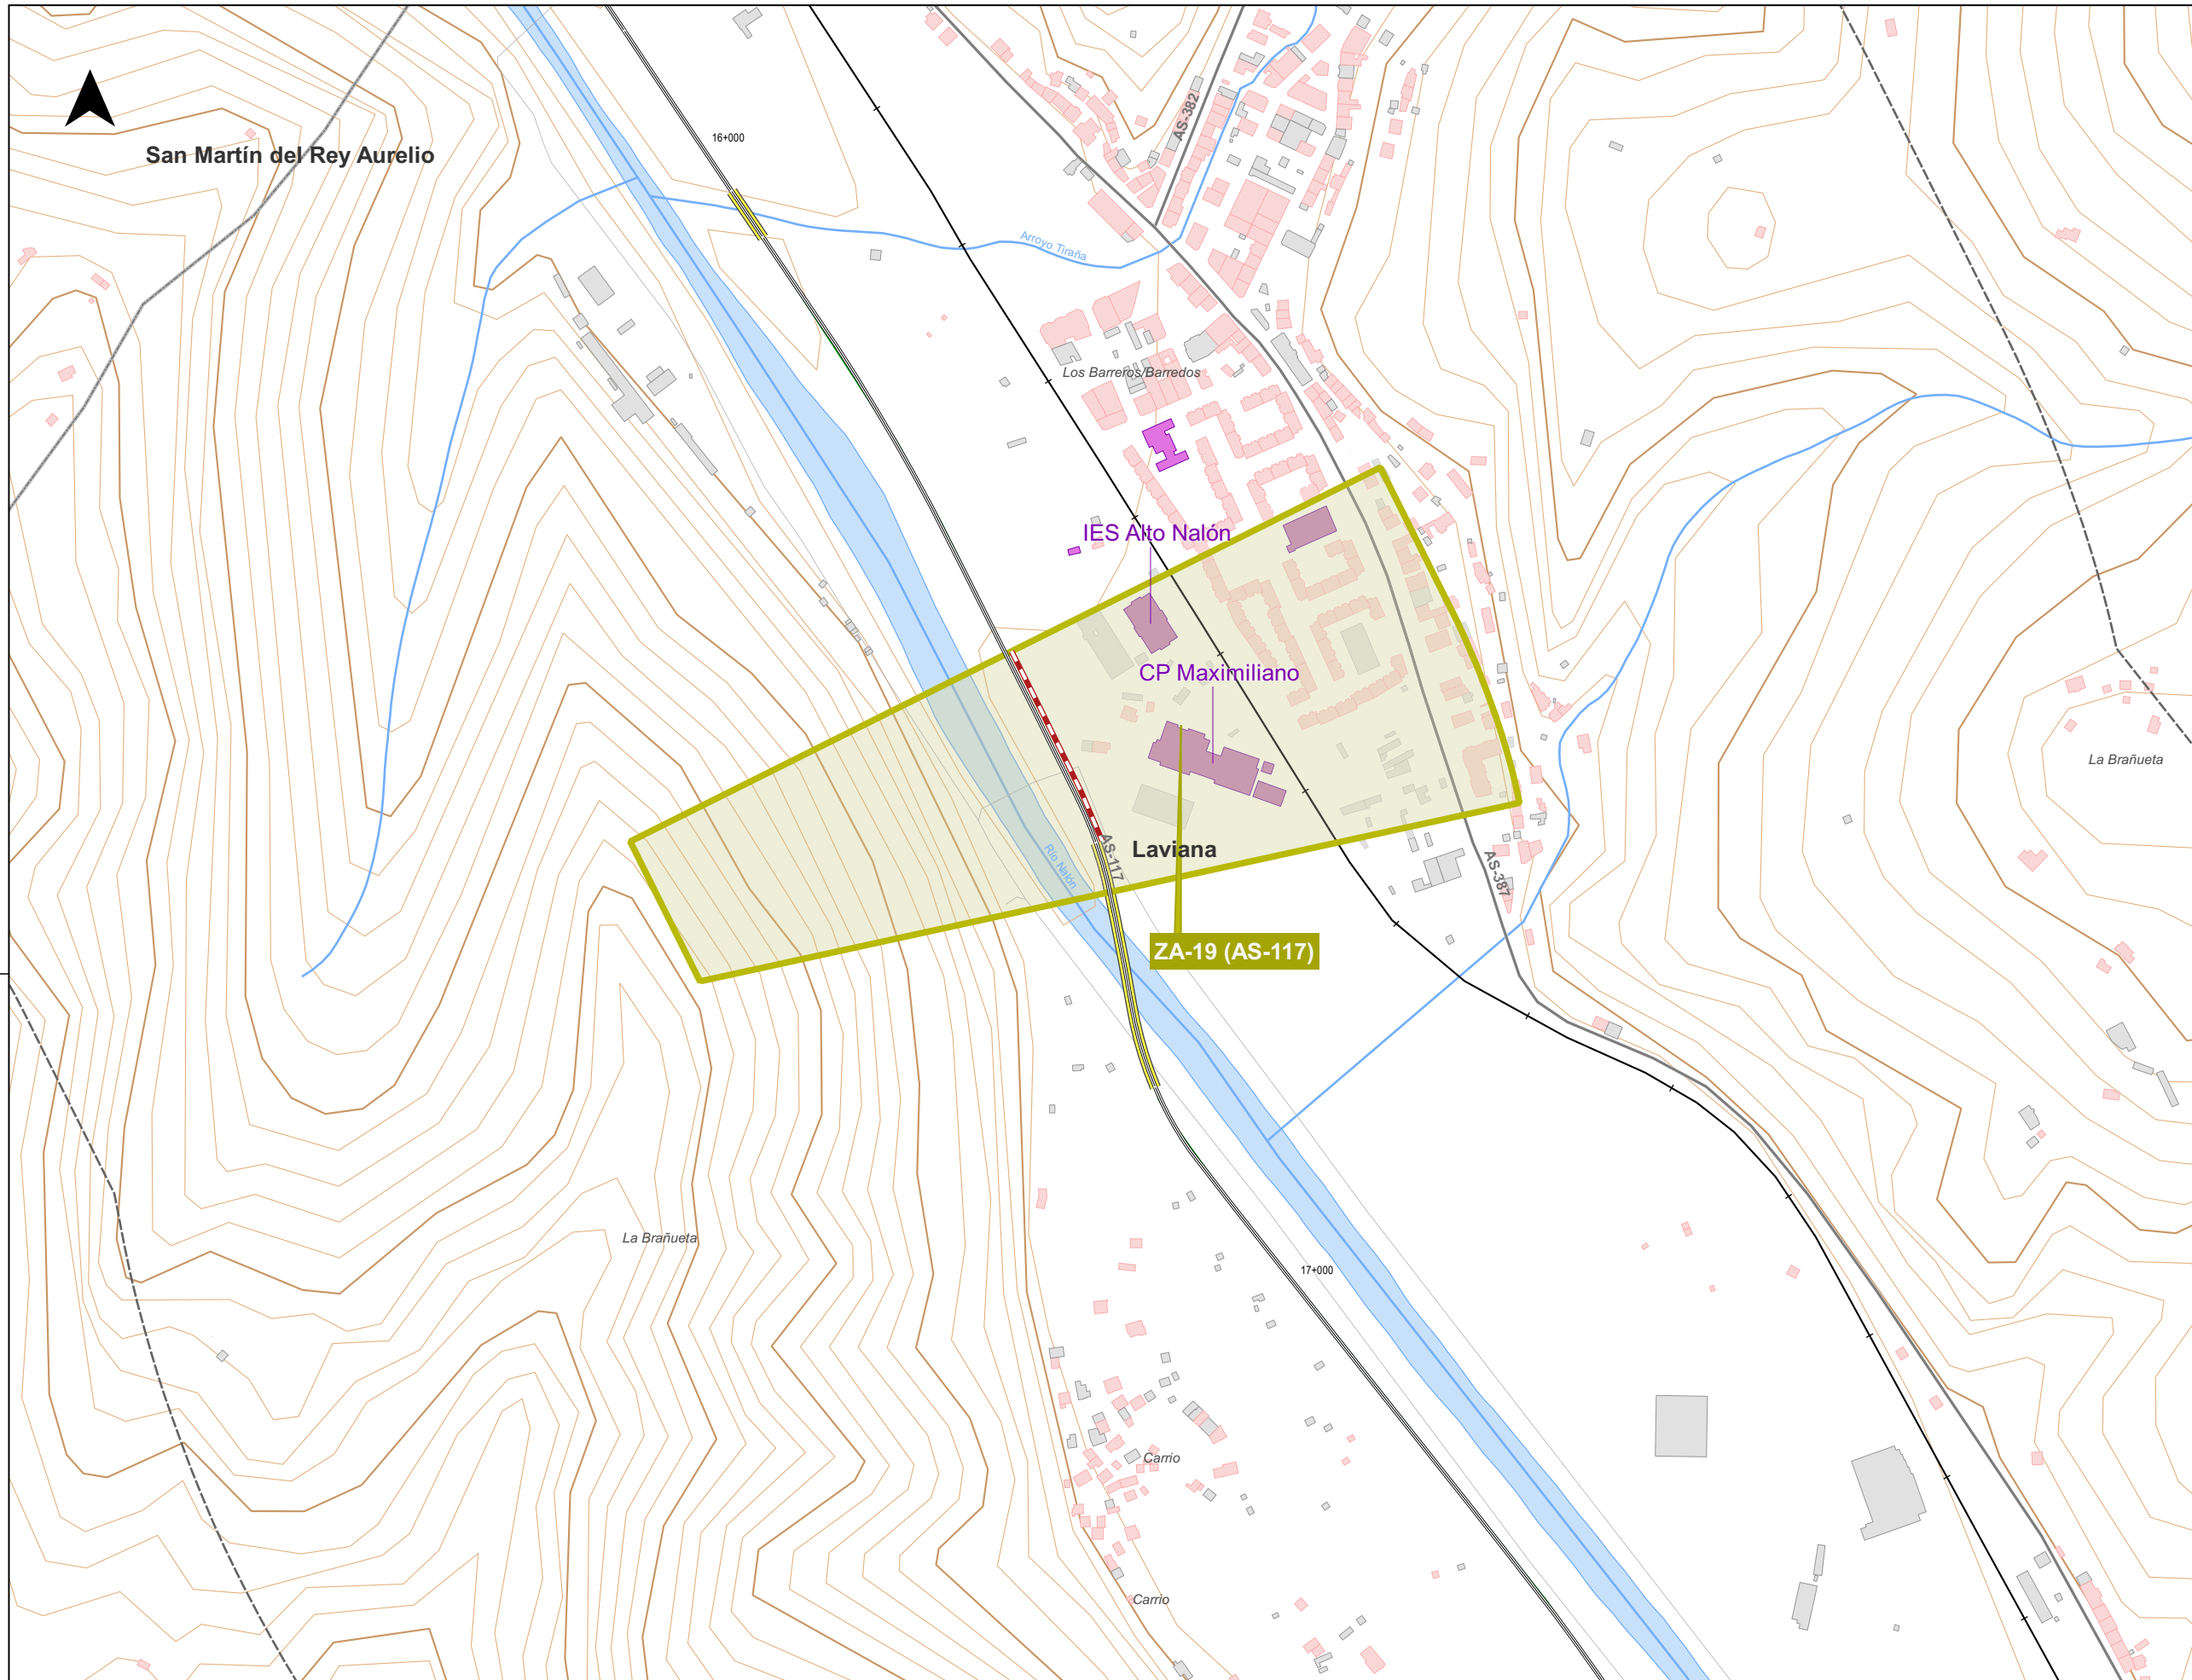 16+000
AS-382
San Martín del Rey Aurelio
Arroyo Tiraña
Los Barreros/Barredos
IES Alto Nalón
CP Maximiliano
La Brañueta
AS-117
Laviana
Río Nalón
AS-387
ZA-19 (AS-117)
La Brañueta
17+000
Carrio
Carrio